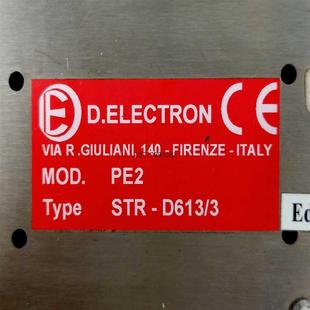 D.ELECTRON CE
VIA R.GIULIANI, 140 - FIRENZE - ITALY
MOD. PE2
Type STR - D613/3